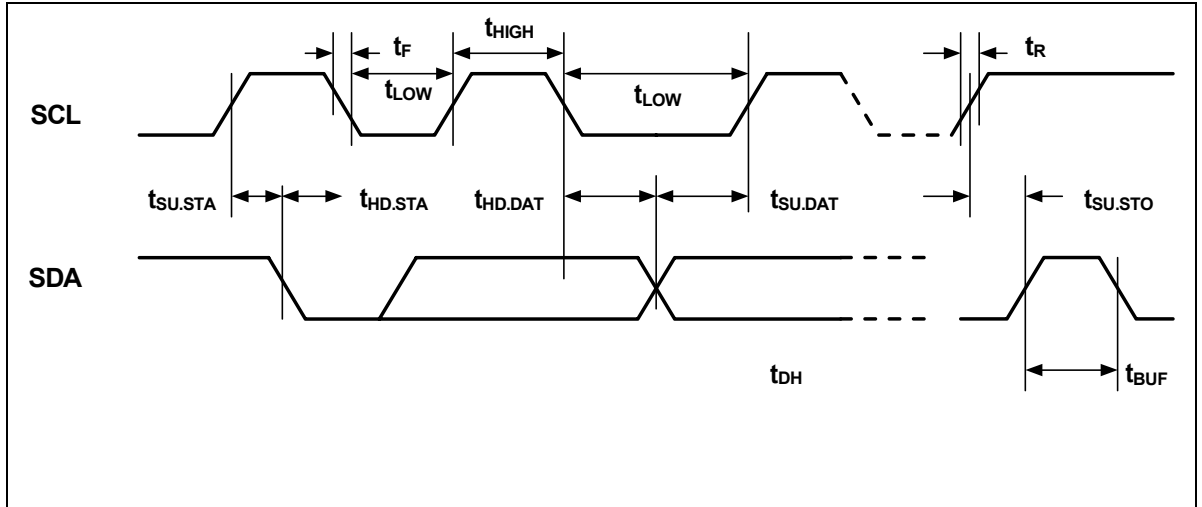 tHIGH
tF
tR
tLOW
tLOW
SCL
tSU.STA
tHD.STA
tHD.DAT
tSU.DAT
tSU.STO
SDA
tDH
tBUF